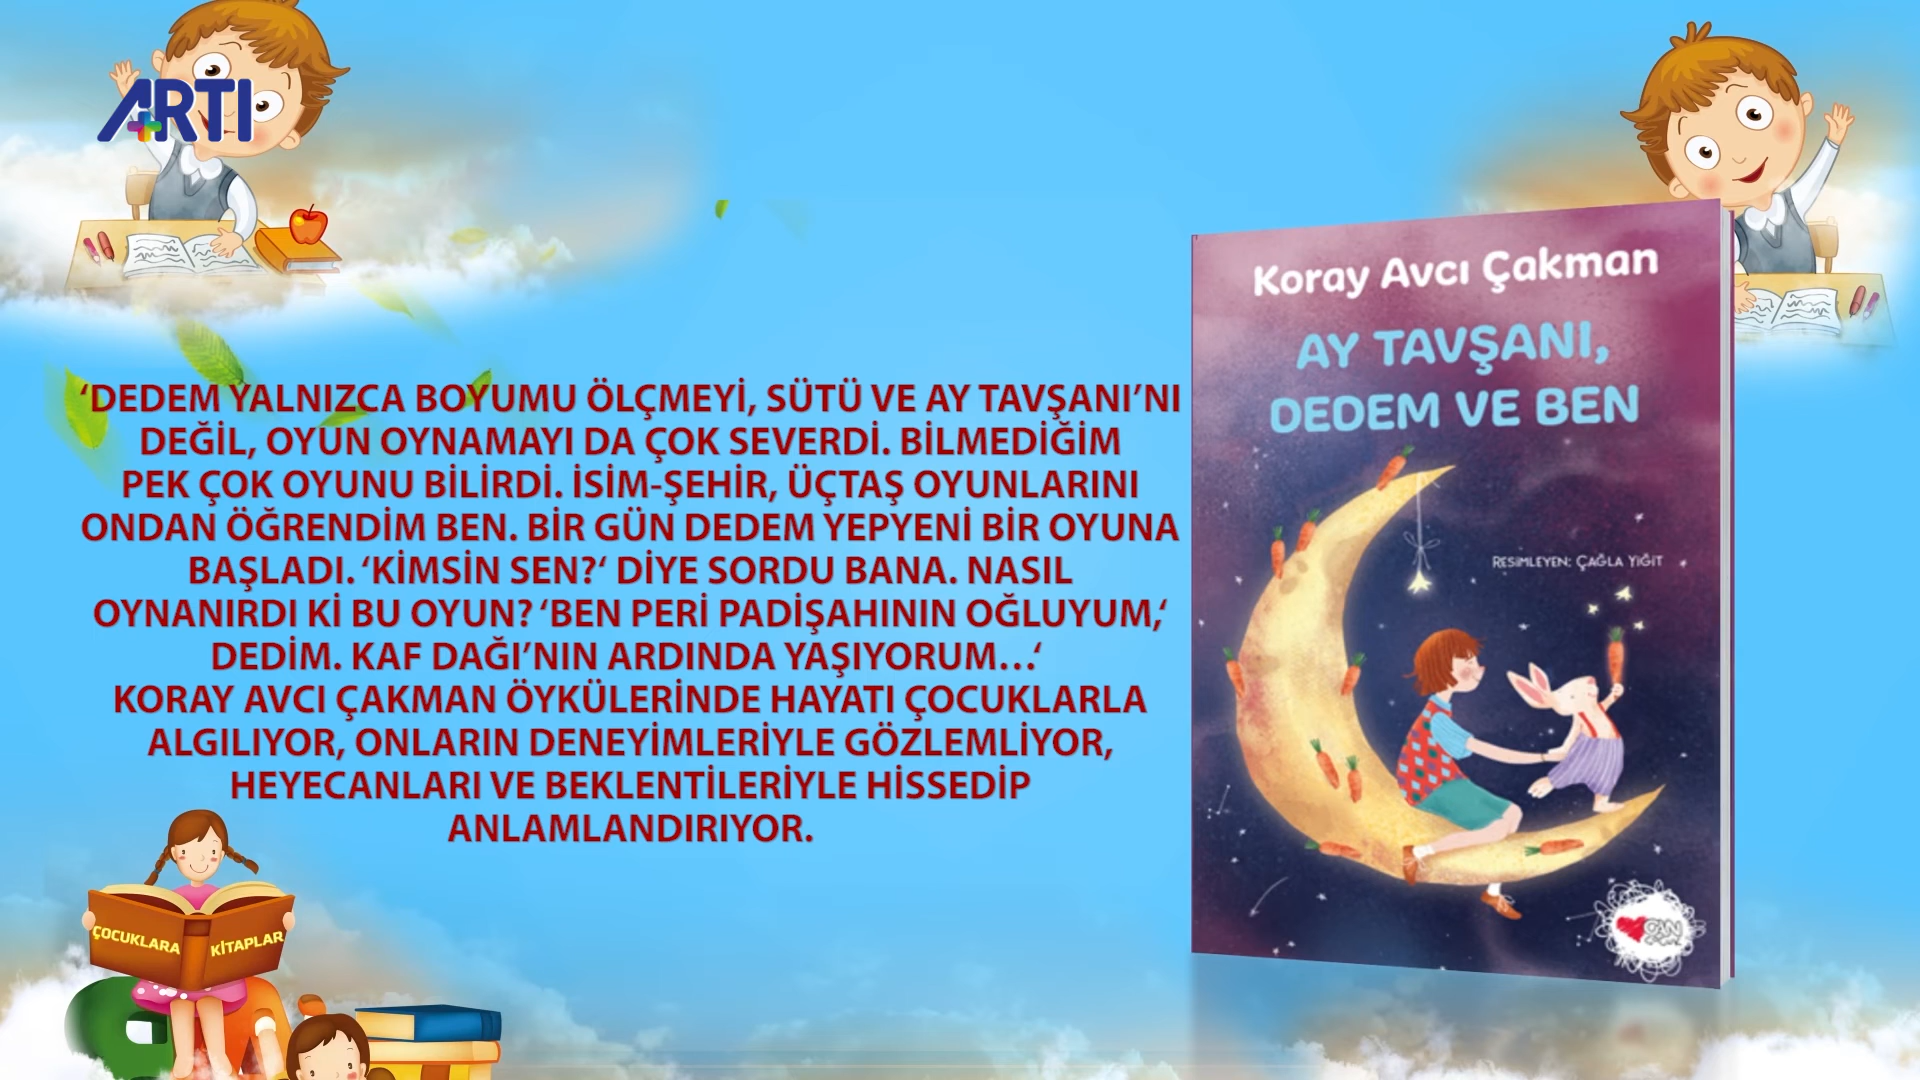 ARTI
‘DEDEM YALNIZCA BOYUMU ÖLÇMEYİ, SÜTÜ VE AY TAVŞANI’NI
DEĞİL, OYUN OYNAMAYI DA ÇOK SEVERDİ. BİLMEDİĞİM
PEK ÇOK OYUNU BİLİRDİ. İSİM-ŞEHİR, ÜÇTAŞ OYUNLARINI
ONDAN ÖĞRENDİM BEN. BİR GÜN DEDEM YEPYENİ BİR OYUNA
BAŞLADI. ‘KİMSİN SEN?‘ DİYE SORDU BANA. NASIL
OYNANIRDI Kİ BU OYUN? ‘BEN PERİ PADİŞAHININ OĞLUYUM,‘
DEDİM. KAF DAĞI’NIN ARDINDA YAŞIYORUM...‘
KORAY AVCI ÇAKMAN ÖYKÜLERİNDE HAYATI ÇOCUKLARLA
ALGILIYOR, ONLARIN DENEYİMLERİYLE GÖZLEMLİYOR,
HEYECANLARI VE BEKLENTİLERİYLE HİSSEDİP
ANLAMLANDIRIYOR.
Koray Avcı Çakman
AY TAVŞANI,
DEDEM VE BEN
RESİMLEYEN: ÇAĞLA YİĞİT
CAN
ÇOCUK
ÇOCUKLARA
KİTAPLAR